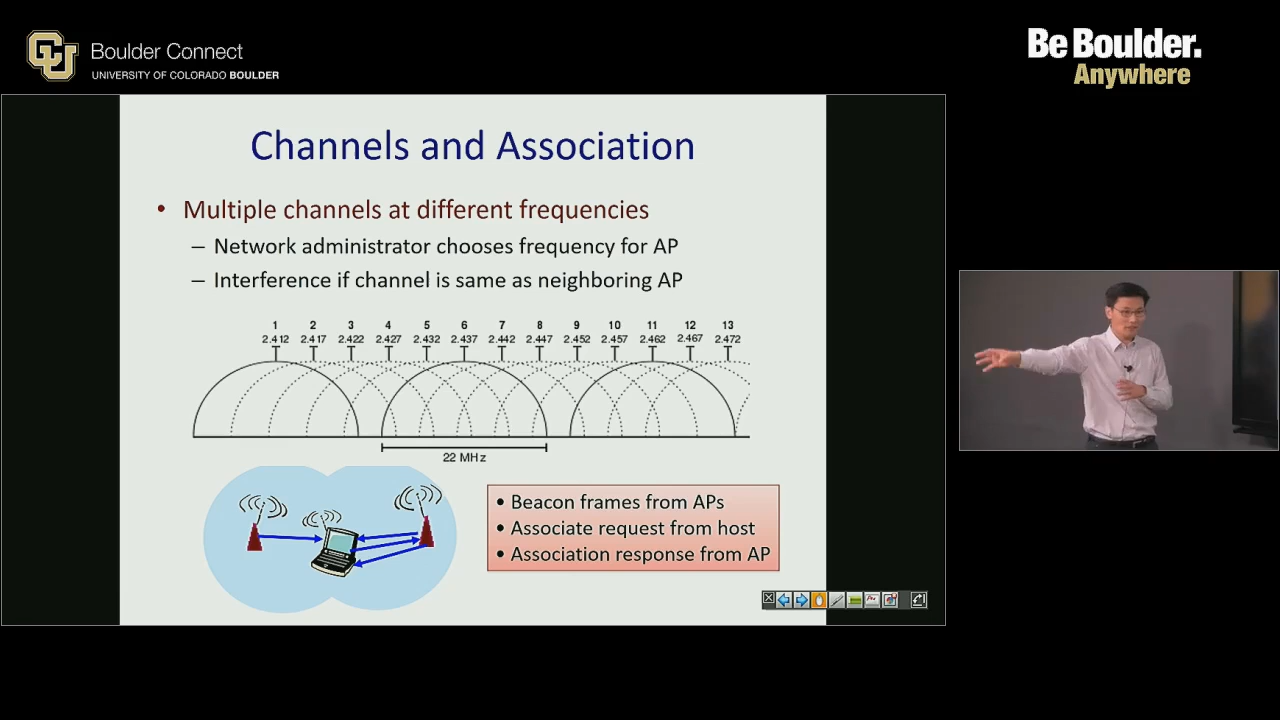 CU
Boulder Connect
UNIVERSITY OF COLORADO BOULDER
Be Boulder.
Anywhere
Channels and Association
• Multiple channels at different frequencies
– Network administrator chooses frequency for AP
– Interference if channel is same as neighboring AP
1 2 3 4 5 6 7 8 9 10 11 12 13
2.412 2.417 2.422 2.427 2.432 2.437 2.442 2.447 2.452 2.457 2.462 2.467 2.472
22 MHz
• Beacon frames from APs
• Associate request from host
• Association response from AP